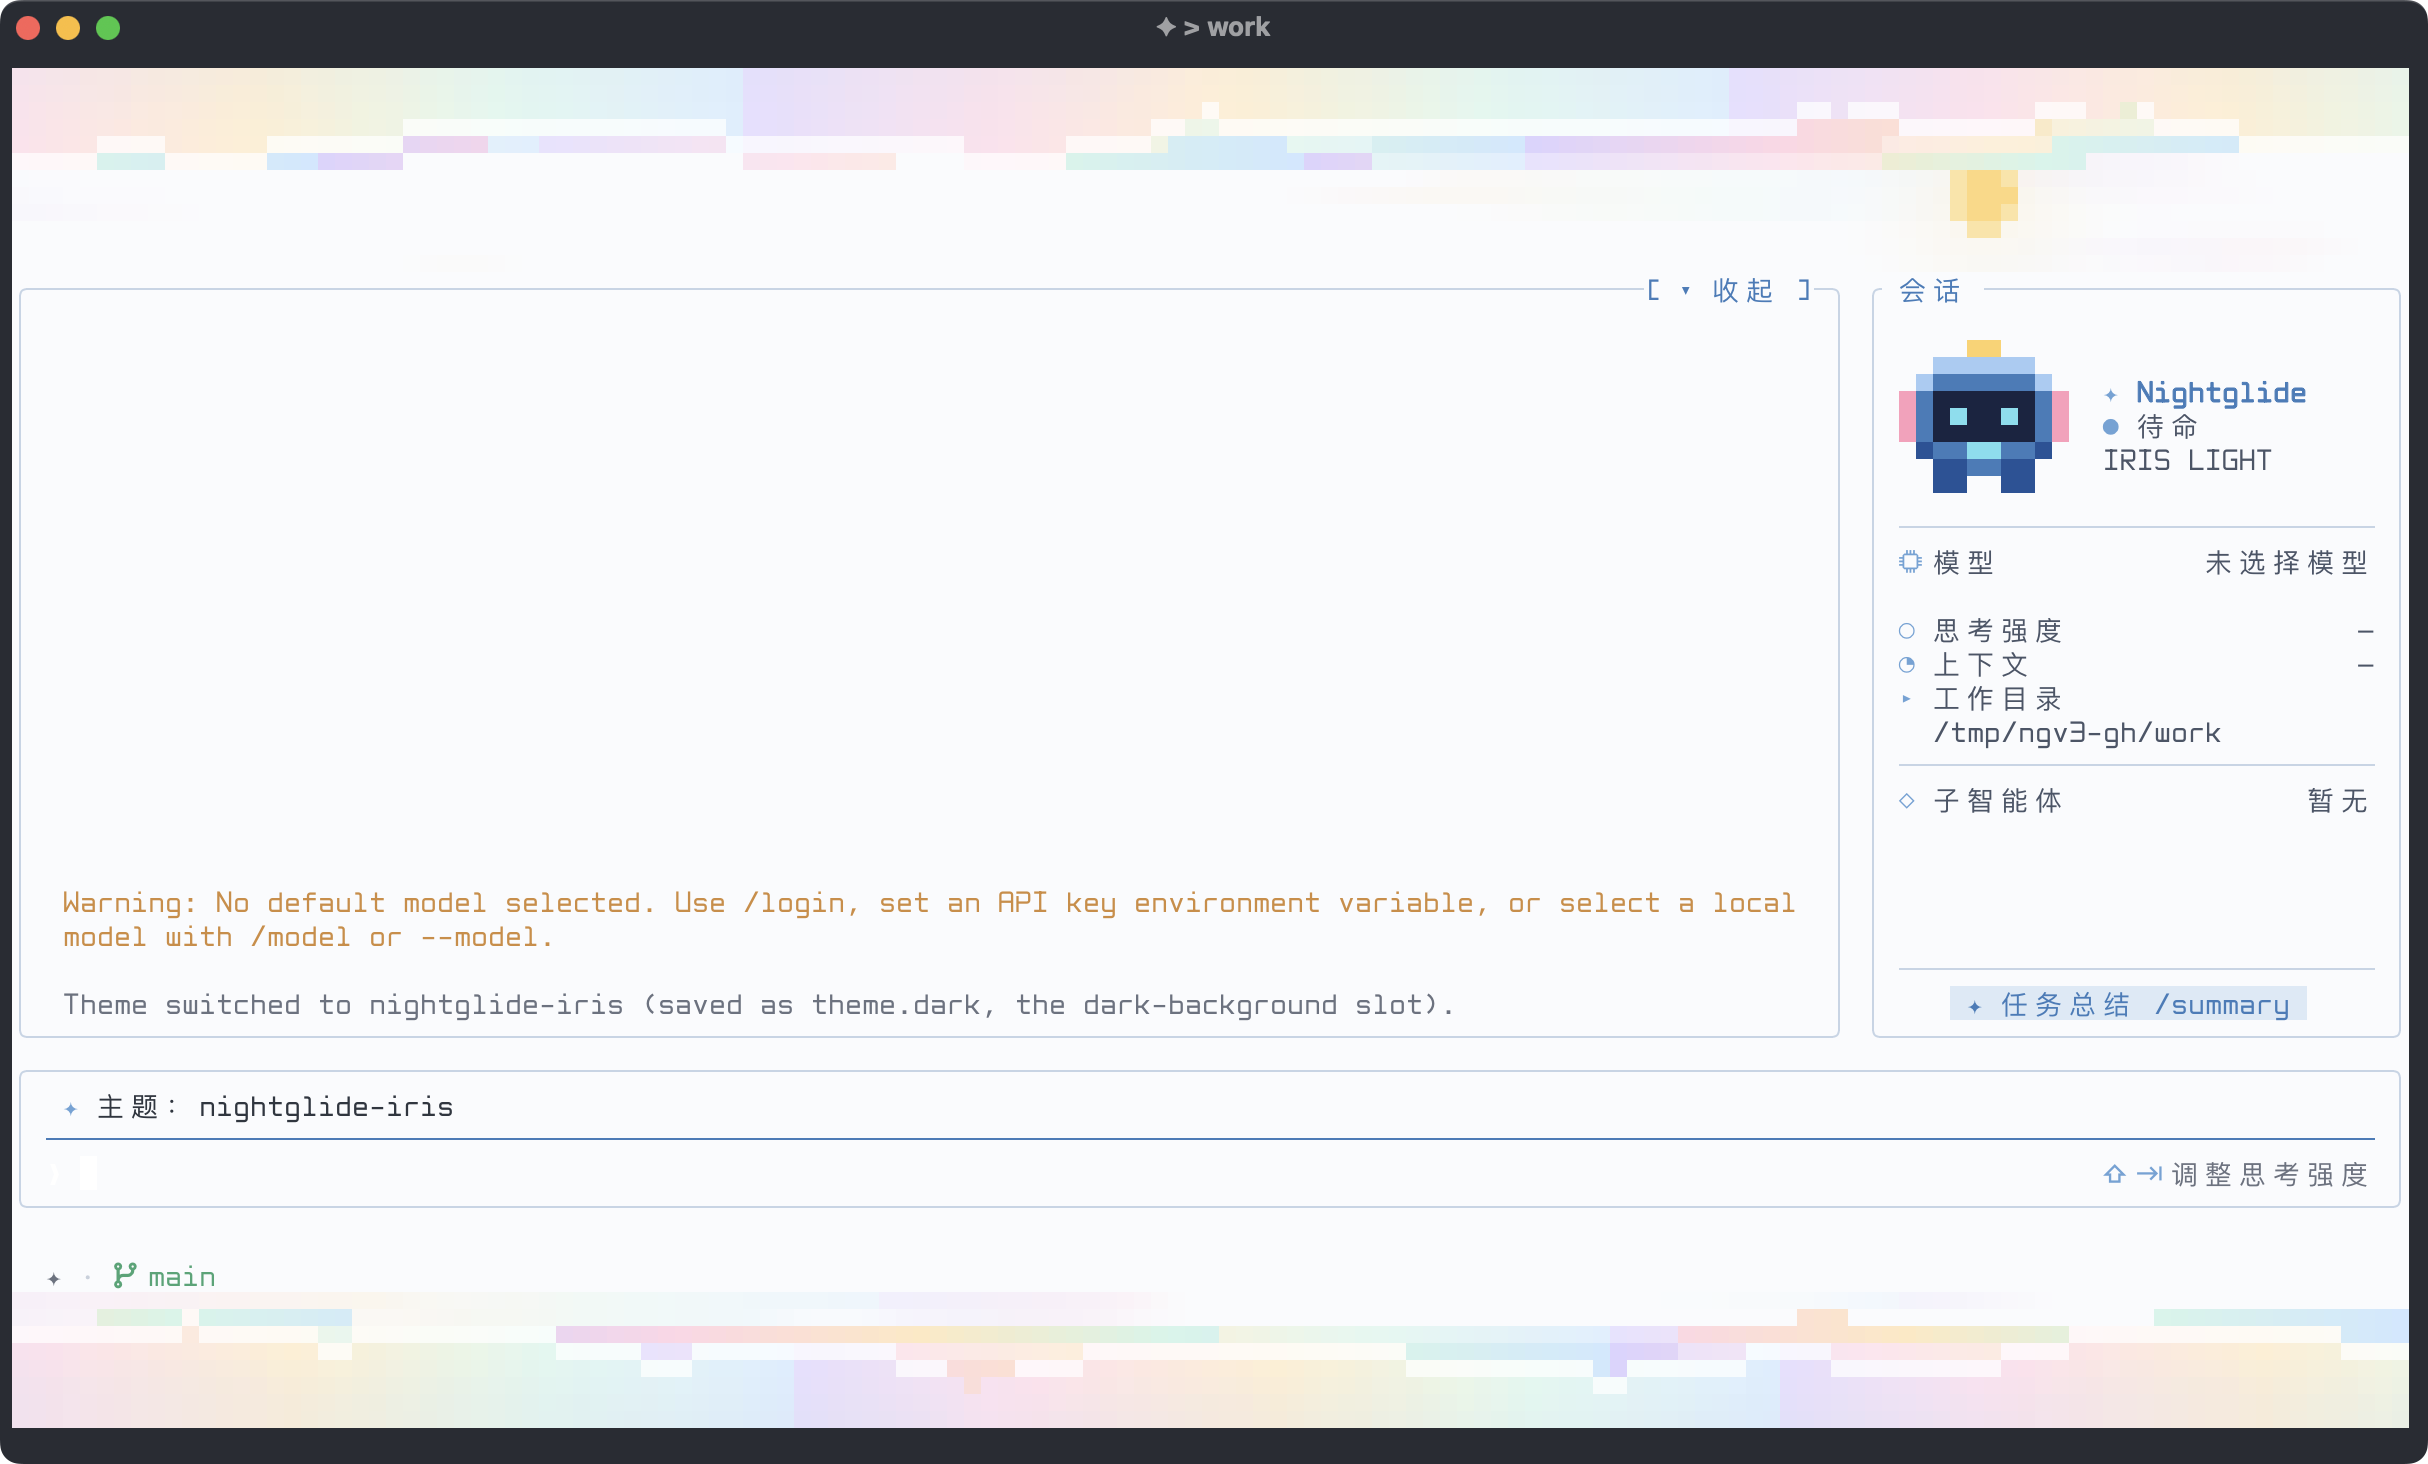 ✦ > work
[ ▾ 收起 ]
Warning: No default model selected. Use /login, set an API key environment variable, or select a local
model with /model or --model.
Theme switched to nightglide-iris (saved as theme.dark, the dark-background slot).
会话
✦ Nightglide
● 待命
IRIS LIGHT
模型 未选择模型
○ 思考强度 —
◔ 上下文 —
▸ 工作目录
/tmp/ngv3-gh/work
◇ 子智能体 暂无
✦ 任务总结 /summary
✦ 主题: nightglide-iris
⇧ ⇥ 调整思考强度
✦ · main